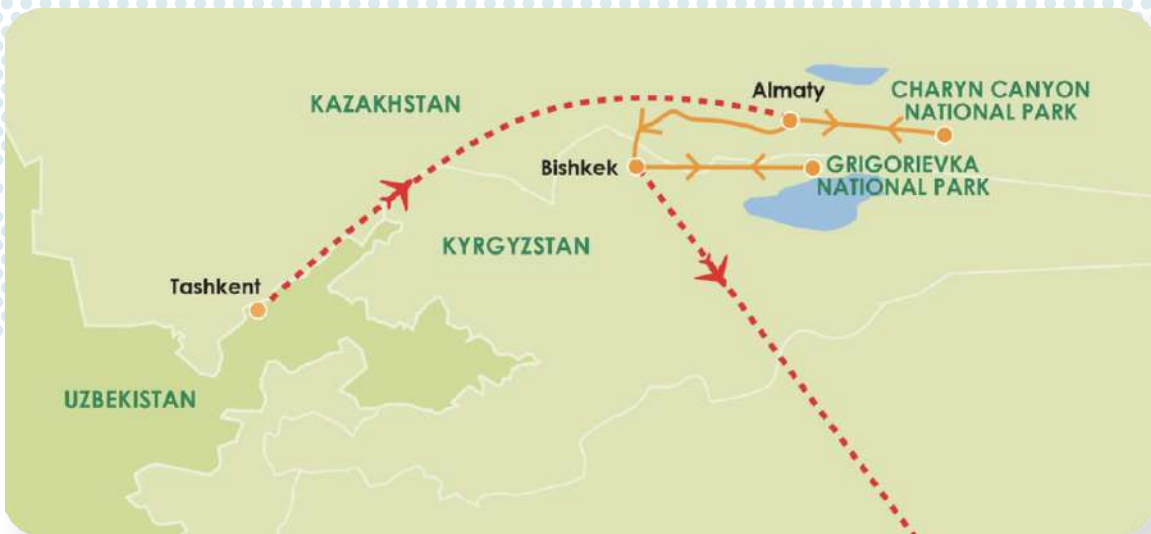 Almaty
CHARYN CANYON
NATIONAL PARK
KAZAKHSTAN
Bishkek
GRIGORIEVKA
NATIONAL PARK
KYRGYZSTAN
Tashkent
UZBEKISTAN